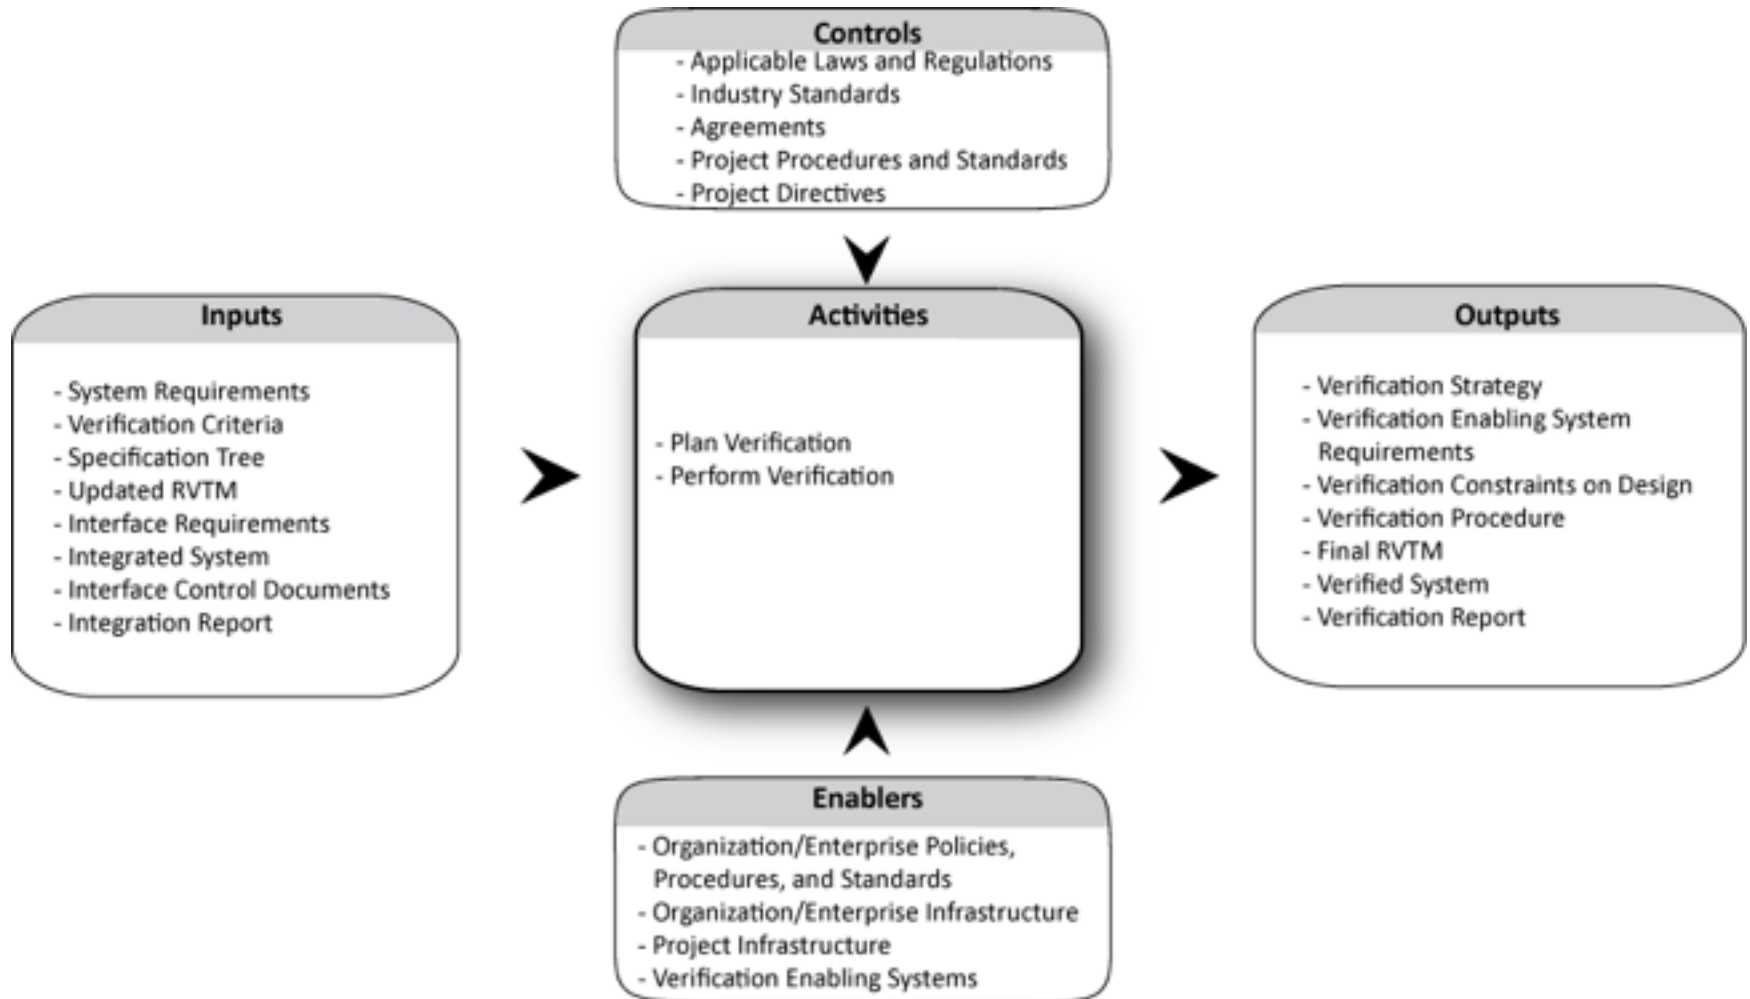 Controls
- Applicable Laws and Regulations
- Industry Standards
- Agreements
- Project Procedures and Standards
- Project Directives
Inputs
- System Requirements
- Verification Criteria
- Specification Tree
- Updated RVTM
- Interface Requirements
- Integrated System
- Interface Control Documents
- Integration Report
Activities
- Plan Verification
- Perform Verification
Outputs
- Verification Strategy
- Verification Enabling System
Requirements
- Verification Constraints on Design
- Verification Procedure
- Final RVTM
- Verified System
- Verification Report
Enablers
- Organization/Enterprise Policies,
Procedures, and Standards
- Organization/Enterprise Infrastructure
- Project Infrastructure
- Verification Enabling Systems